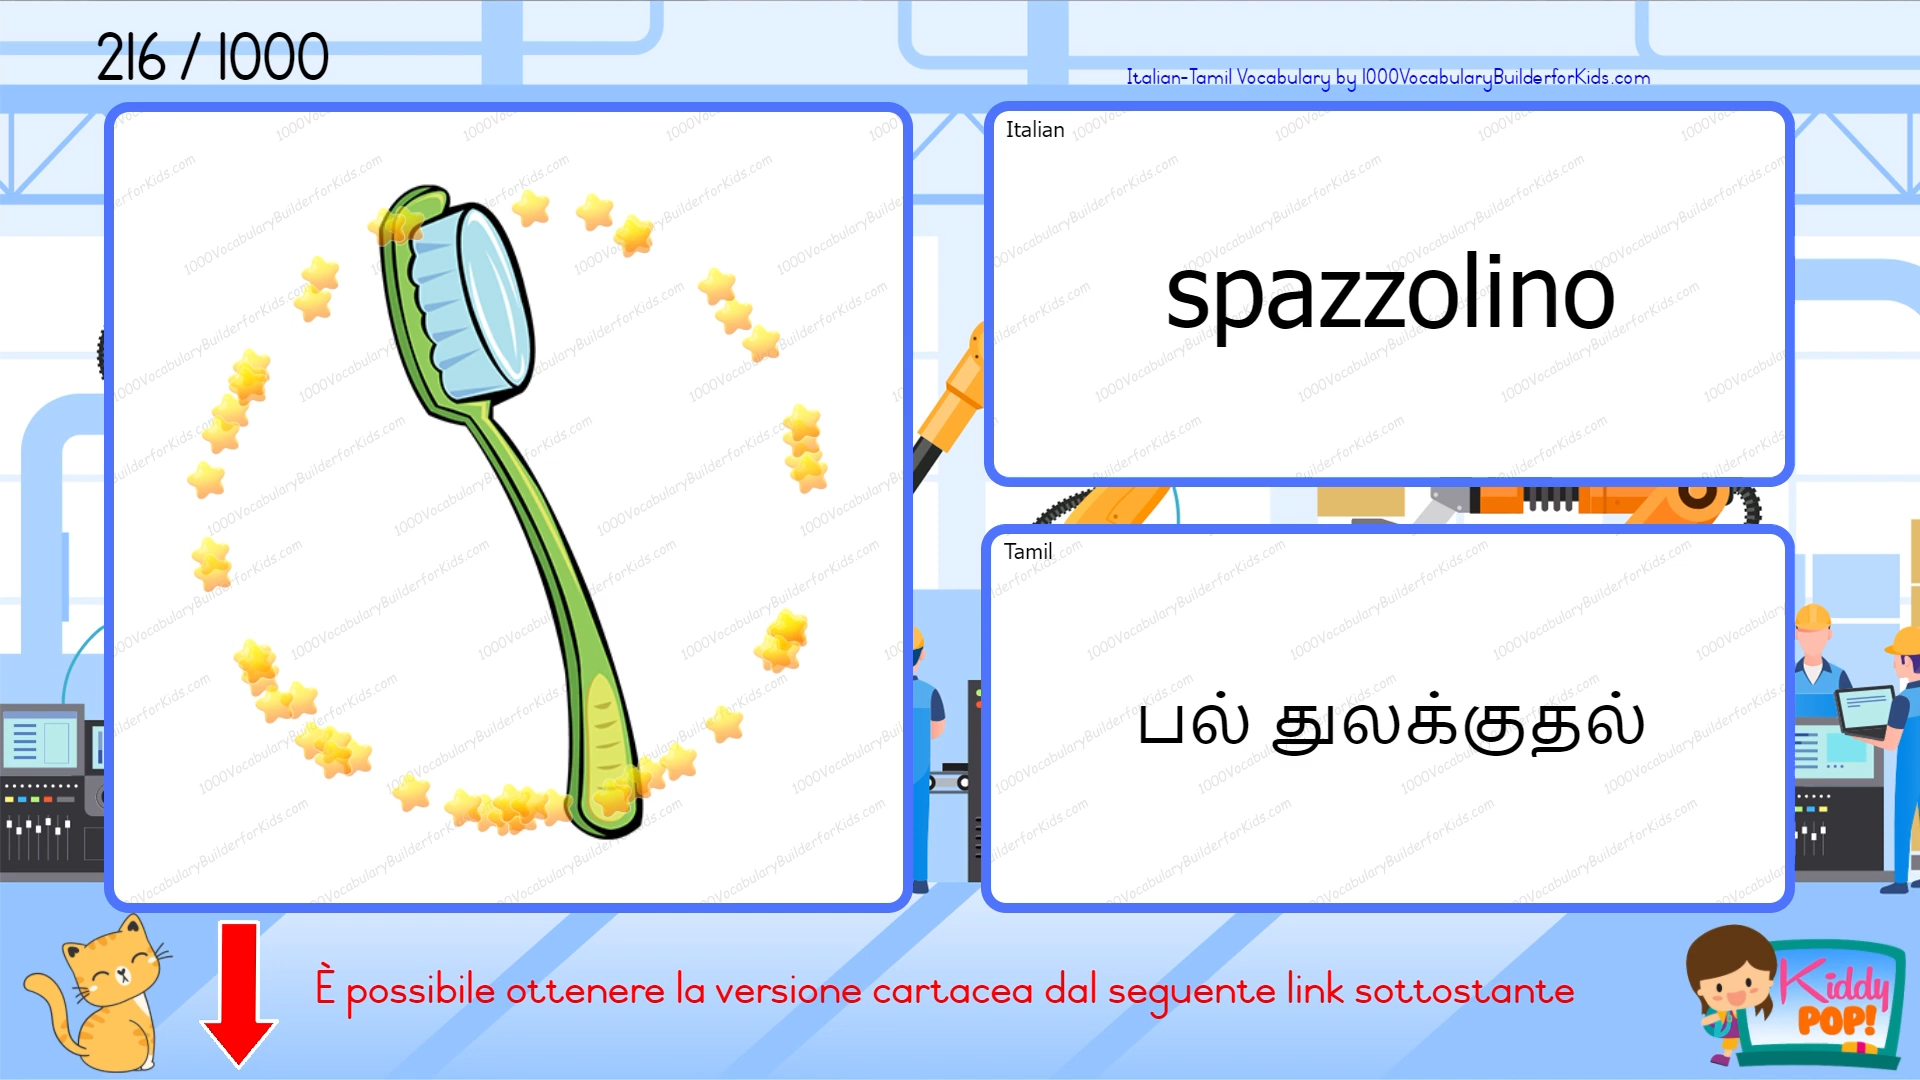 216 / 1000
Italian-Tamil Vocabulary by 1000VocabularyBuilderforKids.com
Italian
spazzolino
Tamil
பல் துலக்குதல்
È possibile ottenere la versione cartacea dal seguente link sottostante
Kiddy
POP!